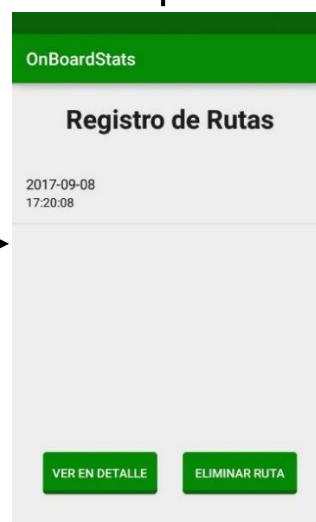 OnBoardStats
Registro de Rutas
2017-09-08
17:20:08
VER EN DETALLE ELIMINAR RUTA